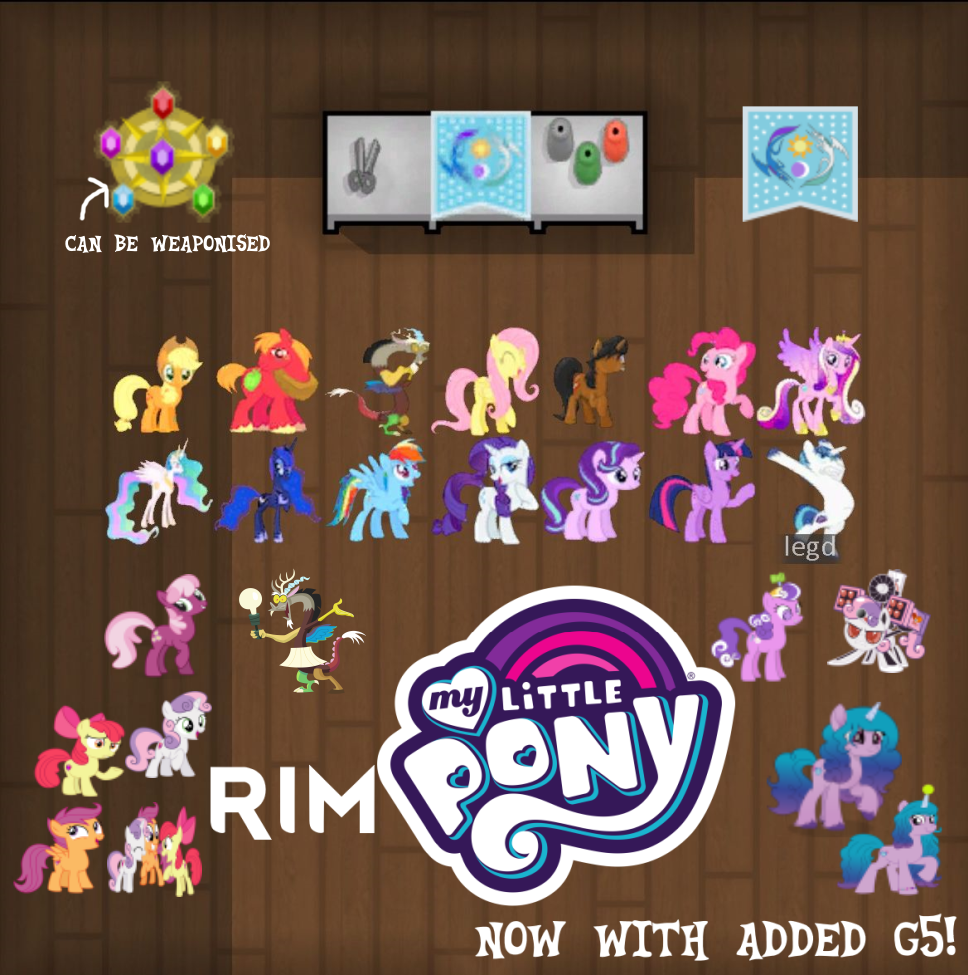 CAN BE WEAPONISED
legd
my LiTTLE
PONY ®
RIM
NOW WITH ADDED G5!